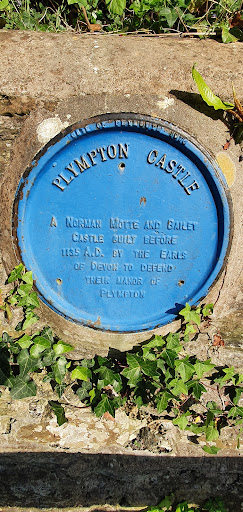 PLYMPTON CASTLE
A NORMAN MOTTE AND BAILEY
CASTLE BUILT BEFORE
1135 A.D. BY THE EARLS
OF DEVON TO DEFEND
THEIR MANOR OF
PLYMPTON